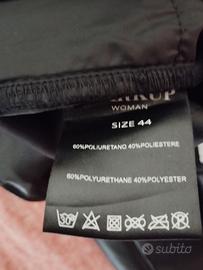 WOMAN
SIZE 44
60%POLIURETANO 40%POLIESTERE
60%POLYURETHANE 40%POLYESTER
subito